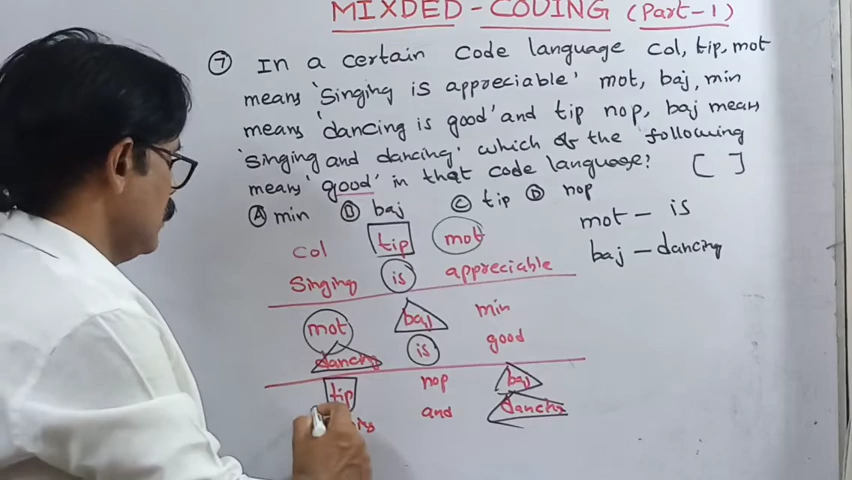 MIXDED-CODING (Part-1)
⑦ In a certain code language col, tip, mot
means 'singing is appreciable' mot, baj, min
means 'dancing is good' and tip nop, baj means
'singing and dancing' which of the following
means 'good' in that code language? [ ]
Ⓐ min Ⓑ baj Ⓒ tip Ⓓ nop
mot - is
col tip mot
baj - dancing
Singing is appreciable
mot baj min
dancing is good
tip nop baj
and dancing